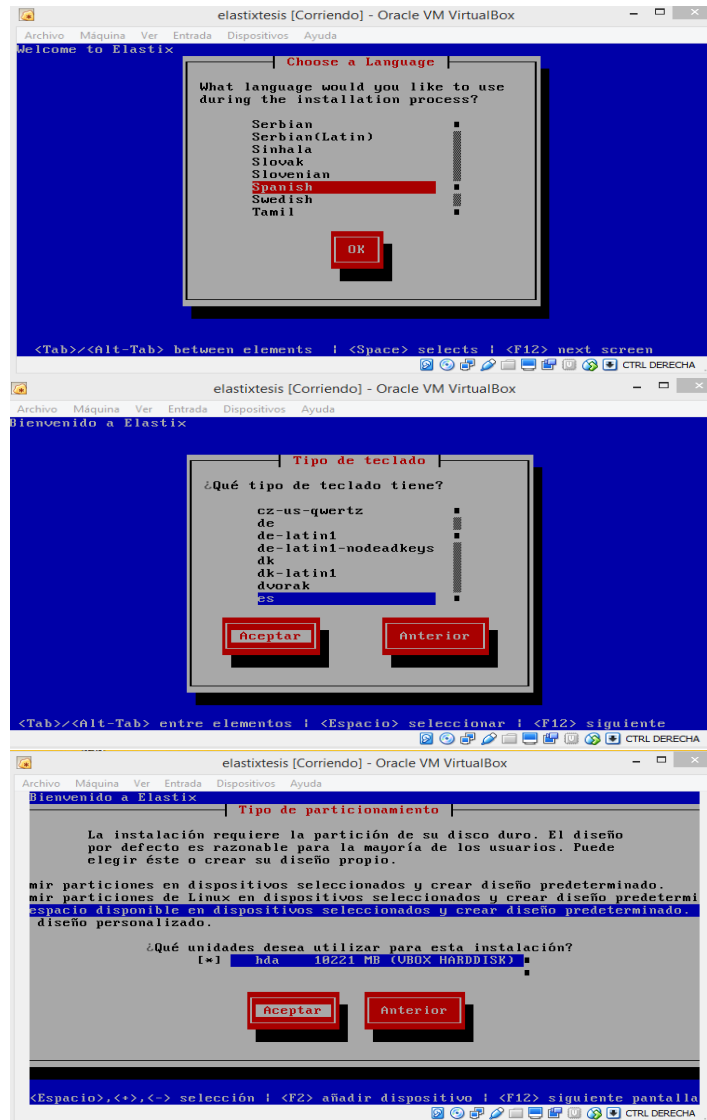 elastixtesis [Corriendo] - Oracle VM VirtualBox
Archivo Máquina Ver Entrada Dispositivos Ayuda
Welcome to Elastix
Choose a Language
What language would you like to use
during the installation process?
Serbian
Serbian(Latin)
Sinhala
Slovak
Slovenian
Spanish
Swedish
Tamil
OK
<Tab>/<Alt-Tab> between elements | <Space> selects | <F12> next screen
CTRL DERECHA
elastixtesis [Corriendo] - Oracle VM VirtualBox
Archivo Máquina Ver Entrada Dispositivos Ayuda
Bienvenido a Elastix
Tipo de teclado
¿Qué tipo de teclado tiene?
cz-us-qwertz
de
de-latin1
de-latin1-nodeadkeys
dk
dk-latin1
dvorak
es
Aceptar Anterior
<Tab>/<Alt-Tab> entre elementos | <Espacio> seleccionar | <F12> siguiente
CTRL DERECHA
elastixtesis [Corriendo] - Oracle VM VirtualBox
Archivo Máquina Ver Entrada Dispositivos Ayuda
Bienvenido a Elastix
Tipo de particionamiento
La instalación requiere la partición de su disco duro. El diseño
por defecto es razonable para la mayoría de los usuarios. Puede
elegir éste o crear su diseño propio.
mir particiones en dispositivos seleccionados y crear diseño predeterminado.
mir particiones de Linux en dispositivos seleccionados y crear diseño predetermi
espacio disponible en dispositivos seleccionados y crear diseño predeterminado.
diseño personalizado.
¿Qué unidades desea utilizar para esta instalación?
[*] hda 10221 MB (VBOX HARDDISK)
Aceptar Anterior
<Espacio>,<+>,<-> selección | <F2> añadir dispositivo | <F12> siguiente pantalla
CTRL DERECHA